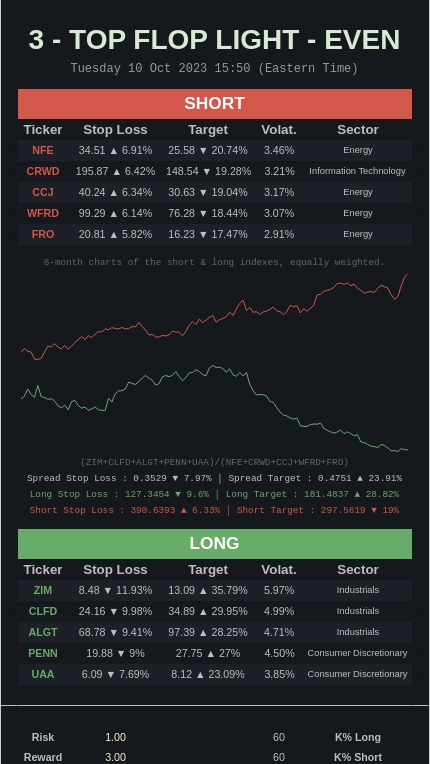 3 - TOP FLOP LIGHT - EVEN
Tuesday 10 Oct 2023 15:50 (Eastern Time)
SHORT
Ticker Stop Loss Target Volat. Sector
NFE 34.51 ▲ 6.91% 25.58 ▼ 20.74% 3.46% Energy
CRWD 195.87 ▲ 6.42% 148.54 ▼ 19.28% 3.21% Information Technology
CCJ 40.24 ▲ 6.34% 30.63 ▼ 19.04% 3.17% Energy
WFRD 99.29 ▲ 6.14% 76.28 ▼ 18.44% 3.07% Energy
FRO 20.81 ▲ 5.82% 16.23 ▼ 17.47% 2.91% Energy
6-month charts of the short & long indexes, equally weighted.
(ZIM+CLFD+ALGT+PENN+UAA)/(NFE+CRWD+CCJ+WFRD+FRO)
Spread Stop Loss : 0.3529 ▼ 7.97% | Spread Target : 0.4751 ▲ 23.91%
Long Stop Loss : 127.3454 ▼ 9.6% | Long Target : 181.4837 ▲ 28.82%
Short Stop Loss : 390.6393 ▲ 6.33% | Short Target : 297.5619 ▼ 19%
LONG
Ticker Stop Loss Target Volat. Sector
ZIM 8.48 ▼ 11.93% 13.09 ▲ 35.79% 5.97% Industrials
CLFD 24.16 ▼ 9.98% 34.89 ▲ 29.95% 4.99% Industrials
ALGT 68.78 ▼ 9.41% 97.39 ▲ 28.25% 4.71% Industrials
PENN 19.88 ▼ 9% 27.75 ▲ 27% 4.50% Consumer Discretionary
UAA 6.09 ▼ 7.69% 8.12 ▲ 23.09% 3.85% Consumer Discretionary
Risk 1.00 60 K% Long
Reward 3.00 60 K% Short